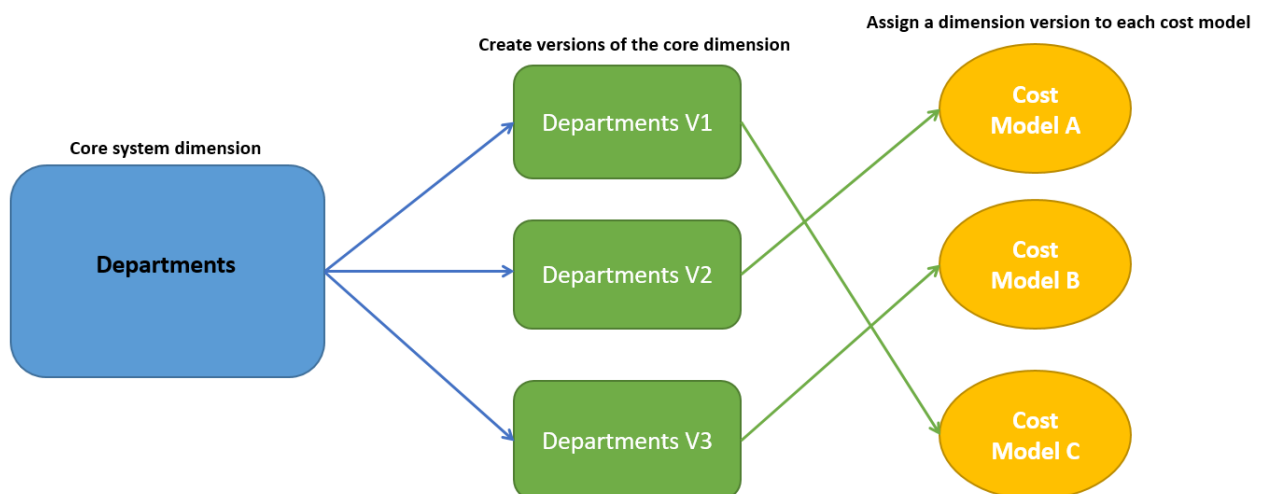 Core system dimension
Departments
Create versions of the core dimension
Departments V1
Departments V2
Departments V3
Assign a dimension version to each cost model
Cost
Model A
Cost
Model B
Cost
Model C